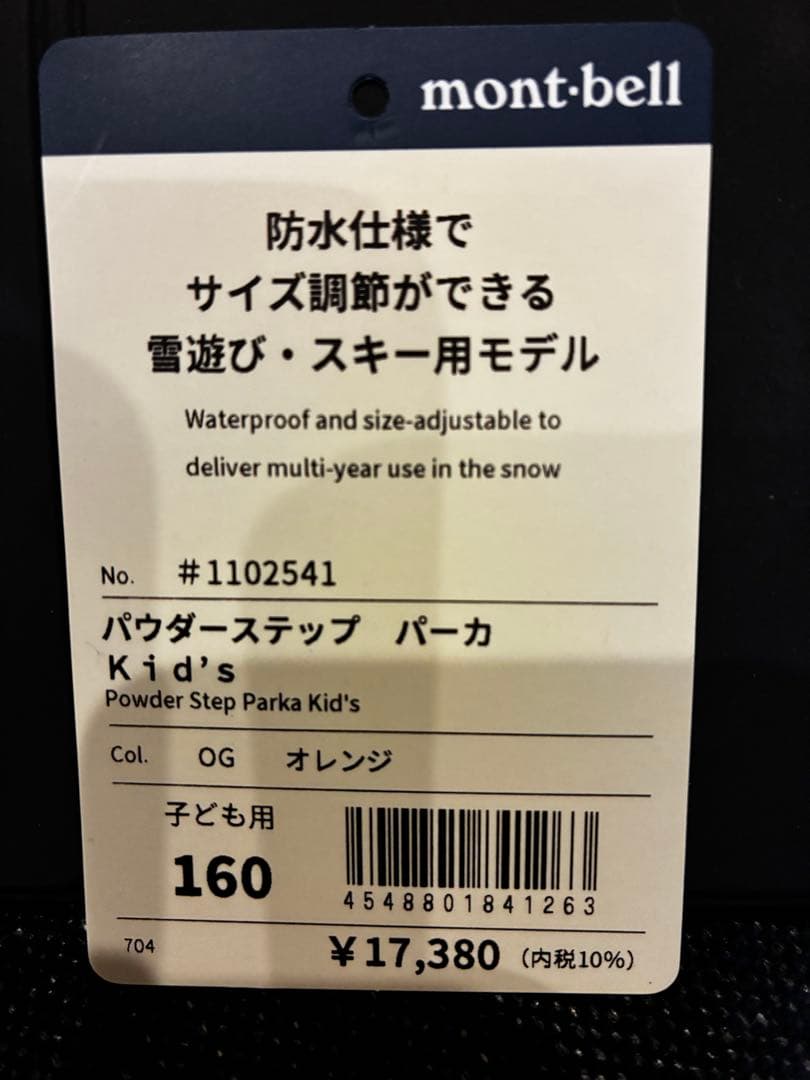 mont·bell
防水仕様で
サイズ調節ができる
雪遊び・スキー用モデル
Waterproof and size-adjustable to
deliver multi-year use in the snow
No. #1102541
パウダーステップ パーカ
Kid's
Powder Step Parka Kid's
Col. OG オレンジ
子ども用
160
4548801841263
704 ¥17,380 (内税10%)